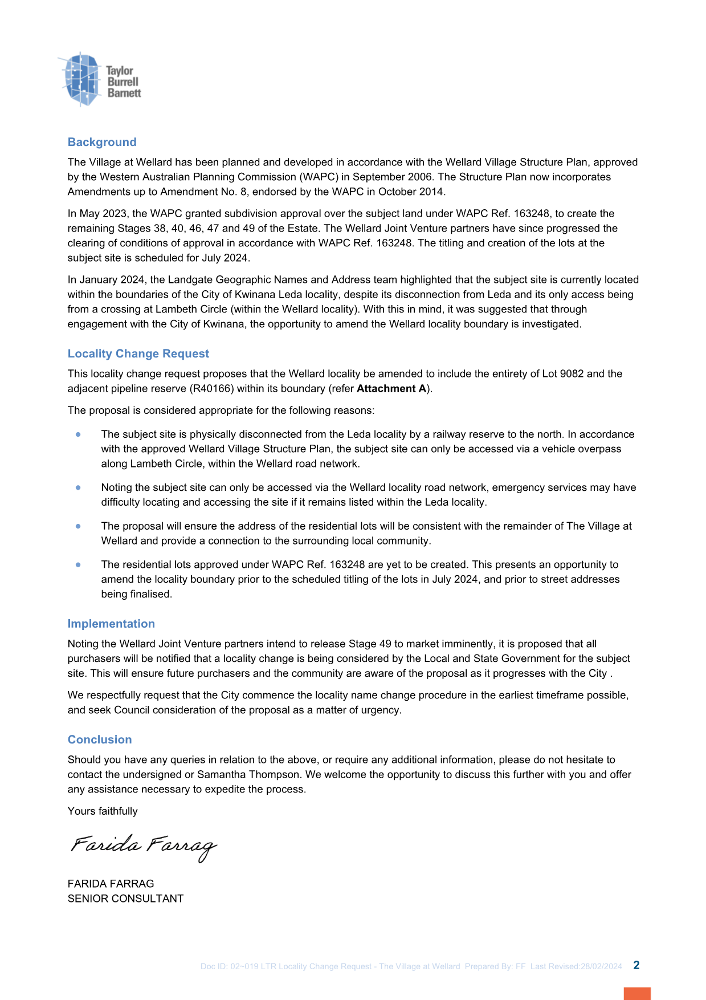 Taylor
Burrell
Barnett
Background
The Village at Wellard has been planned and developed in accordance with the Wellard Village Structure Plan, approved
by the Western Australian Planning Commission (WAPC) in September 2006. The Structure Plan now incorporates
Amendments up to Amendment No. 8, endorsed by the WAPC in October 2014.
In May 2023, the WAPC granted subdivision approval over the subject land under WAPC Ref. 163248, to create the
remaining Stages 38, 40, 46, 47 and 49 of the Estate. The Wellard Joint Venture partners have since progressed the
clearing of conditions of approval in accordance with WAPC Ref. 163248. The titling and creation of the lots at the
subject site is scheduled for July 2024.
In January 2024, the Landgate Geographic Names and Address team highlighted that the subject site is currently located
within the boundaries of the City of Kwinana Leda locality, despite its disconnection from Leda and its only access being
from a crossing at Lambeth Circle (within the Wellard locality). With this in mind, it was suggested that through
engagement with the City of Kwinana, the opportunity to amend the Wellard locality boundary is investigated.
Locality Change Request
This locality change request proposes that the Wellard locality be amended to include the entirety of Lot 9082 and the
adjacent pipeline reserve (R40166) within its boundary (refer Attachment A).
The proposal is considered appropriate for the following reasons:
● The subject site is physically disconnected from the Leda locality by a railway reserve to the north. In accordance
with the approved Wellard Village Structure Plan, the subject site can only be accessed via a vehicle overpass
along Lambeth Circle, within the Wellard road network.
● Noting the subject site can only be accessed via the Wellard locality road network, emergency services may have
difficulty locating and accessing the site if it remains listed within the Leda locality.
● The proposal will ensure the address of the residential lots will be consistent with the remainder of The Village at
Wellard and provide a connection to the surrounding local community.
● The residential lots approved under WAPC Ref. 163248 are yet to be created. This presents an opportunity to
amend the locality boundary prior to the scheduled titling of the lots in July 2024, and prior to street addresses
being finalised.
Implementation
Noting the Wellard Joint Venture partners intend to release Stage 49 to market imminently, it is proposed that all
purchasers will be notified that a locality change is being considered by the Local and State Government for the subject
site. This will ensure future purchasers and the community are aware of the proposal as it progresses with the City .
We respectfully request that the City commence the locality name change procedure in the earliest timeframe possible,
and seek Council consideration of the proposal as a matter of urgency.
Conclusion
Should you have any queries in relation to the above, or require any additional information, please do not hesitate to
contact the undersigned or Samantha Thompson. We welcome the opportunity to discuss this further with you and offer
any assistance necessary to expedite the process.
Yours faithfully
Farida Farrag
FARIDA FARRAG
SENIOR CONSULTANT
Doc ID: 02~019 LTR Locality Change Request - The Village at Wellard Prepared By: FF Last Revised:28/02/2024 2